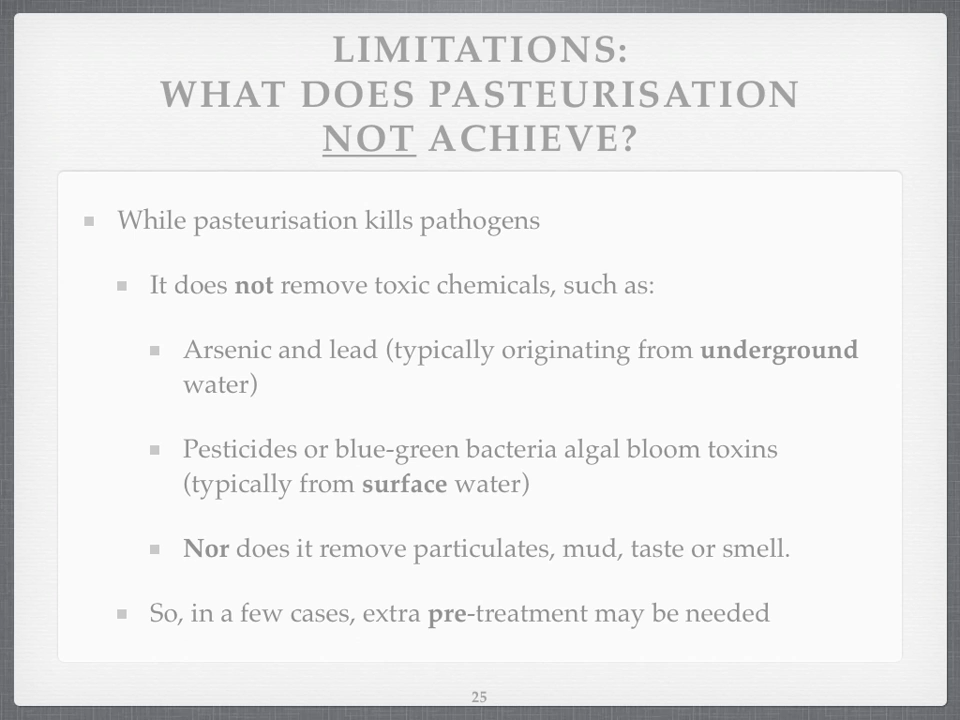 LIMITATIONS:
WHAT DOES PASTEURISATION
NOT ACHIEVE?
While pasteurisation kills pathogens
It does not remove toxic chemicals, such as:
Arsenic and lead (typically originating from underground
water)
Pesticides or blue-green bacteria algal bloom toxins
(typically from surface water)
Nor does it remove particulates, mud, taste or smell.
So, in a few cases, extra pre-treatment may be needed
25